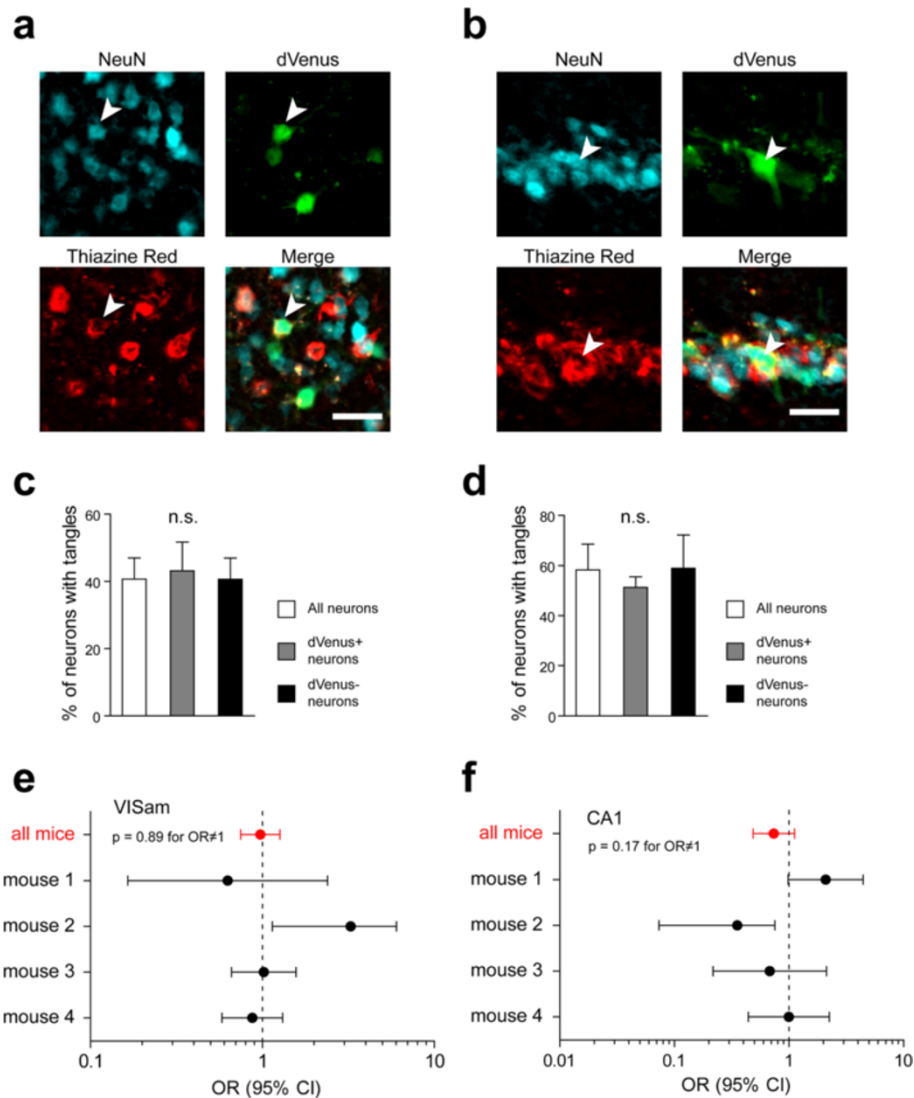 a
b
NeuN dVenus
NeuN dVenus
Thiazine Red Merge
Thiazine Red Merge
c
60
40
20
0
% of neurons with tangles
n.s.
All neurons
dVenus+
neurons
dVenus-
neurons
d
80
60
40
20
0
% of neurons with tangles
n.s.
All neurons
dVenus+
neurons
dVenus-
neurons
e
VISam
p = 0.89 for OR≠1
all mice
mouse 1
mouse 2
mouse 3
mouse 4
0.1 1 10
OR (95% CI)
f
CA1
p = 0.17 for OR≠1
all mice
mouse 1
mouse 2
mouse 3
mouse 4
0.01 0.1 1 10
OR (95% CI)